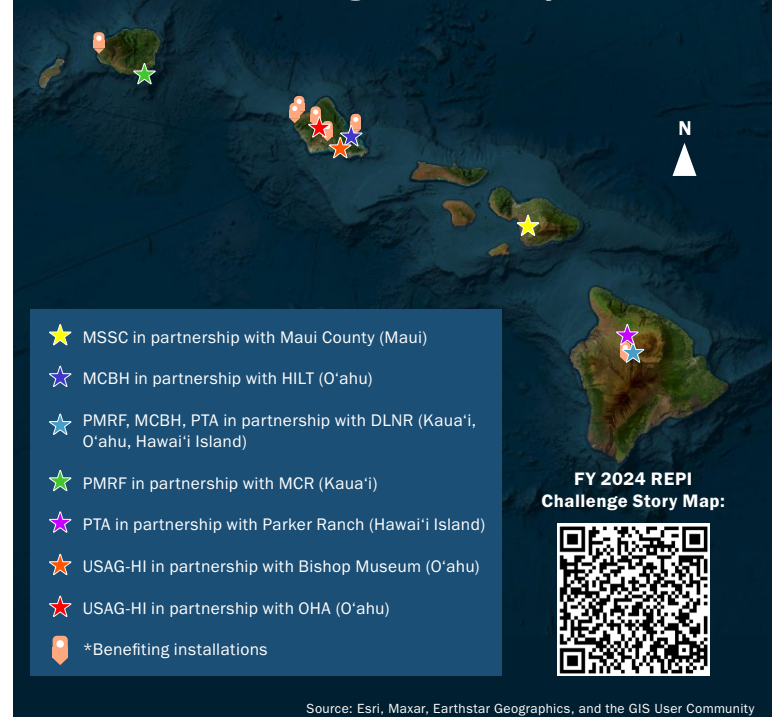 N
MSSC in partnership with Maui County (Maui)
MCBH in partnership with HILT (Oʻahu)
PMRF, MCBH, PTA in partnership with DLNR (Kauaʻi,
Oʻahu, Hawaiʻi Island)
PMRF in partnership with MCR (Kauaʻi)
PTA in partnership with Parker Ranch (Hawaiʻi Island)
USAG-HI in partnership with Bishop Museum (Oʻahu)
USAG-HI in partnership with OHA (Oʻahu)
*Benefiting installations
FY 2024 REPI
Challenge Story Map:
Source: Esri, Maxar, Earthstar Geographics, and the GIS User Community